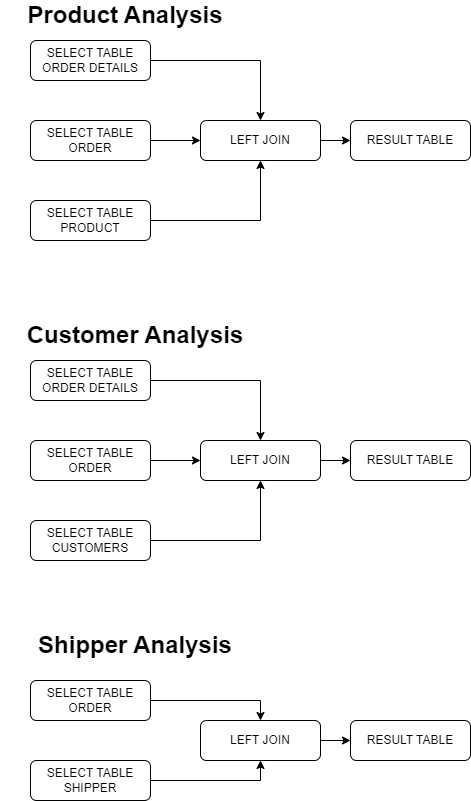 Product Analysis
SELECT TABLE
ORDER DETAILS
SELECT TABLE
ORDER
LEFT JOIN
RESULT TABLE
SELECT TABLE
PRODUCT
Customer Analysis
SELECT TABLE
ORDER DETAILS
SELECT TABLE
ORDER
LEFT JOIN
RESULT TABLE
SELECT TABLE
CUSTOMERS
Shipper Analysis
SELECT TABLE
ORDER
LEFT JOIN
RESULT TABLE
SELECT TABLE
SHIPPER